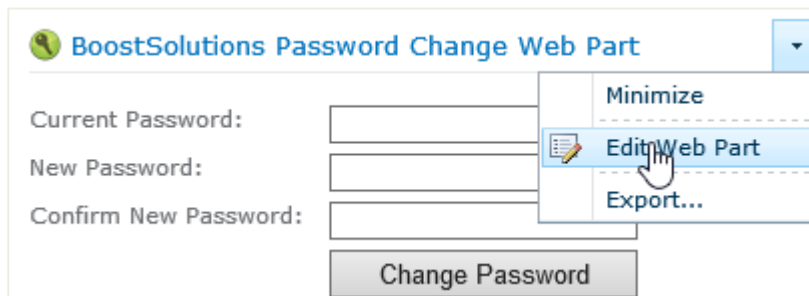 BoostSolutions Password Change Web Part
Minimize
Current Password:
Edit Web Part
New Password:
Export...
Confirm New Password:
Change Password